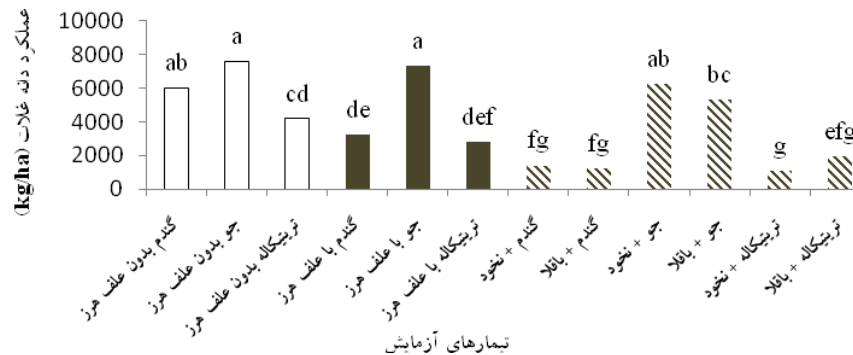 عملکرد دانه غلات (kg/ha)
10000
8000
6000
4000
2000
0
ab
a
cd
de
a
def
fg
fg
ab
bc
g
efg
گندم بدون علف هرز
جو بدون علف هرز
تریتیکاله بدون علف هرز
گندم با علف هرز
جو با علف هرز
تریتیکاله با علف هرز
گندم + نخود
گندم + باقلا
جو + نخود
جو + باقلا
تریتیکاله + نخود
تریتیکاله + باقلا
تیمارهای آزمایش